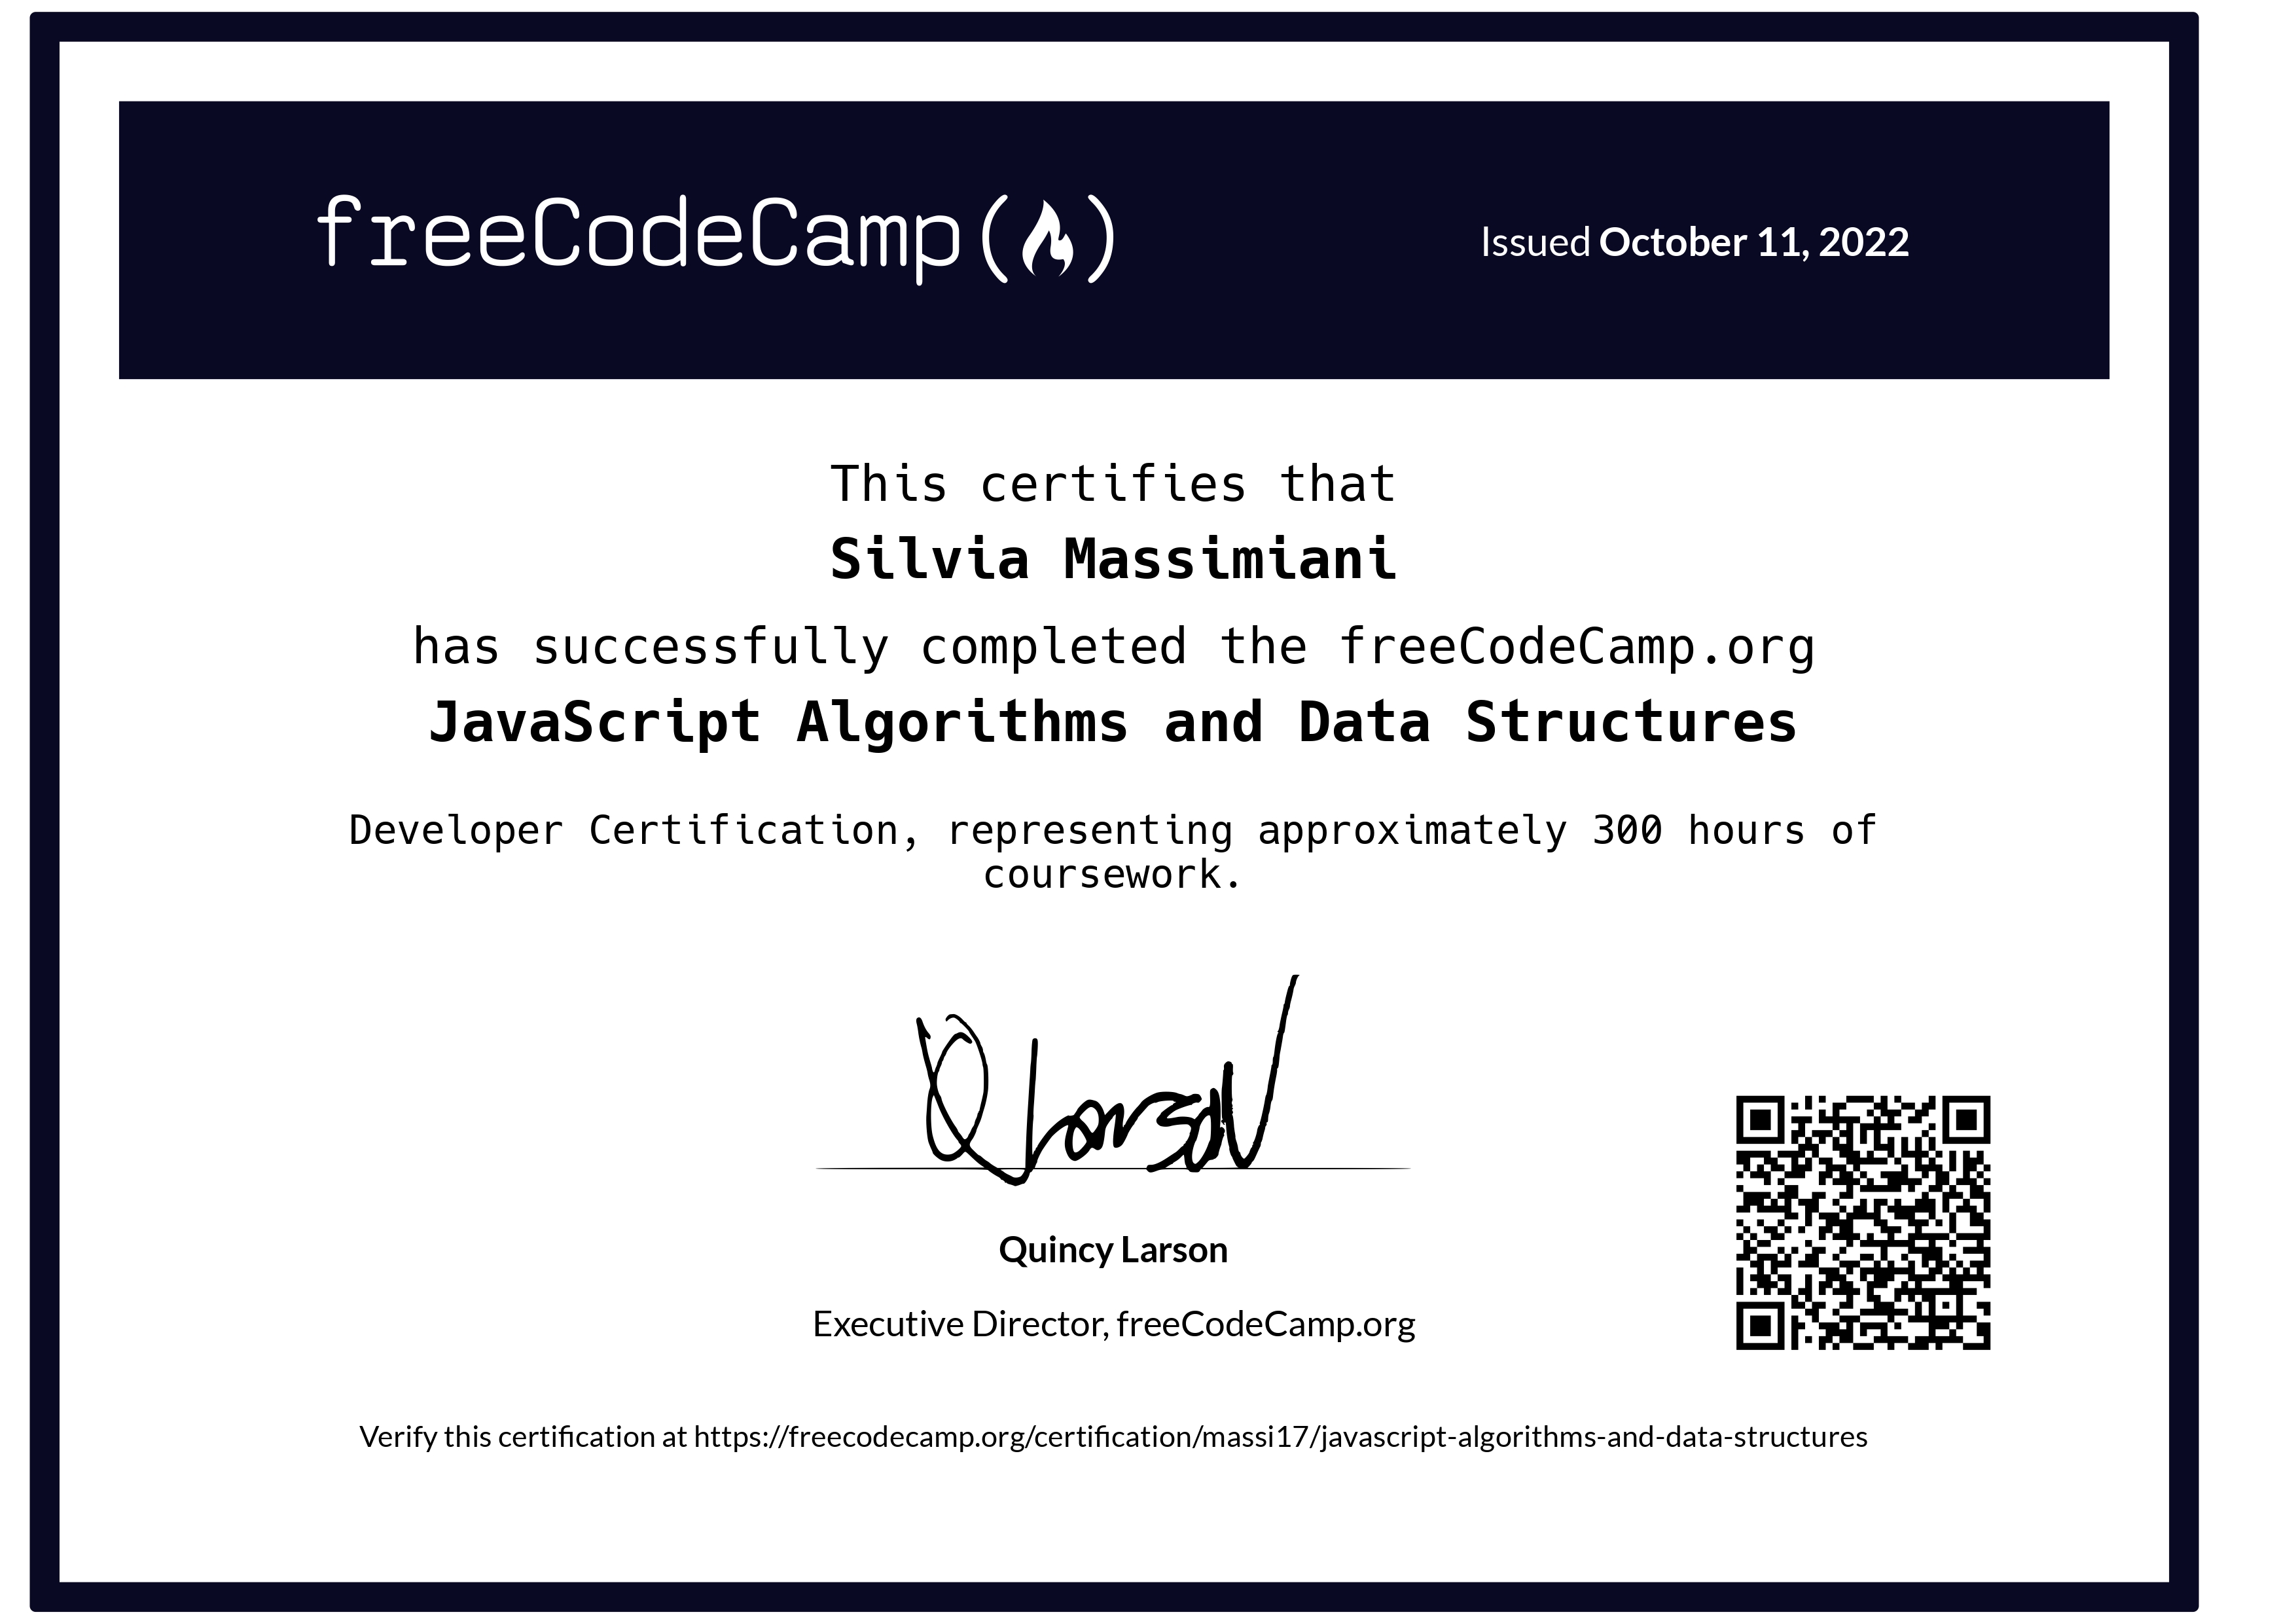 freeCodeCamp(🔥)
Issued October 11, 2022
This certifies that
Silvia Massimiani
has successfully completed the freeCodeCamp.org
JavaScript Algorithms and Data Structures
Developer Certification, representing approximately 300 hours of
coursework.
Q Larson
Quincy Larson
Executive Director, freeCodeCamp.org
Verify this certification at https://freecodecamp.org/certification/massi17/javascript-algorithms-and-data-structures